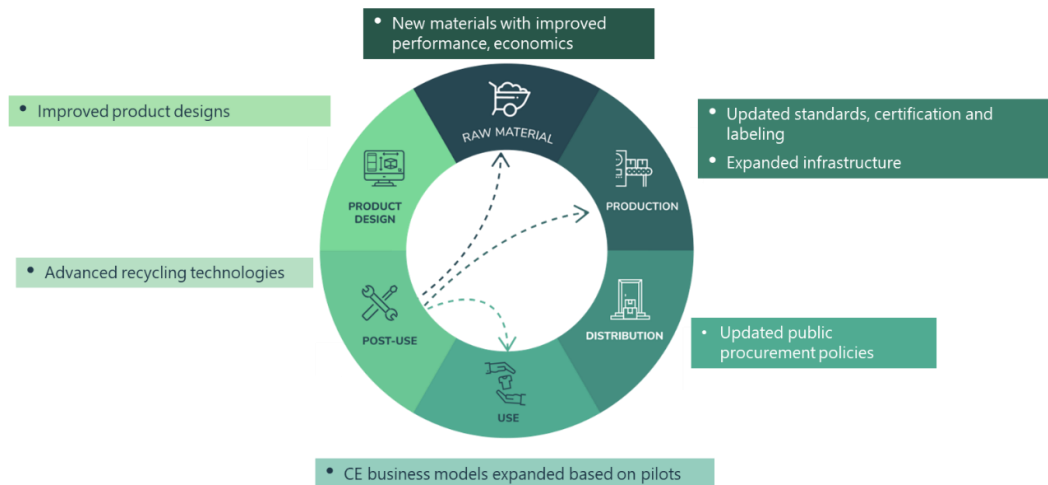 • New materials with improved
performance, economics
• Improved product designs
RAW MATERIAL
• Updated standards, certification and
labeling
• Expanded infrastructure
PRODUCT
DESIGN
PRODUCTION
• Advanced recycling technologies
POST-USE
DISTRIBUTION
• Updated public
procurement policies
USE
• CE business models expanded based on pilots